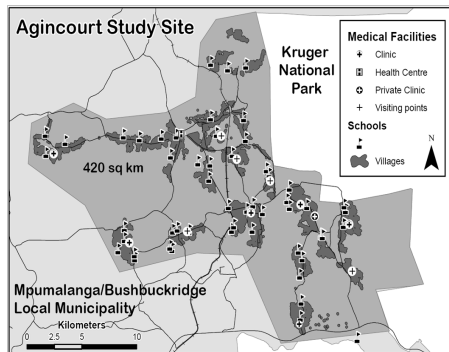 Agincourt Study Site
Kruger
National
Park
Medical Facilities
Clinic
Health Centre
Private Clinic
Visiting points
Schools
Villages
N
420 sq km
Mpumalanga/Bushbuckridge
Local Municipality
Kilometers
0 2.5 5 10